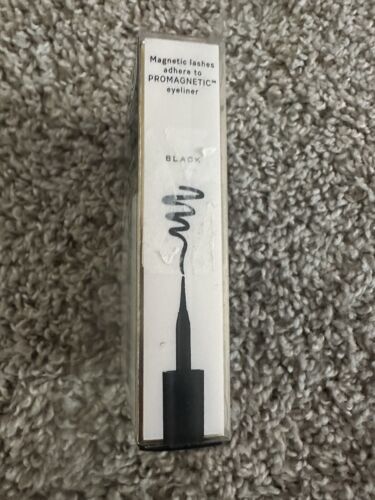 Magnetic lashes
adhere to
PROMAGNETIC™
eyeliner
BLACK